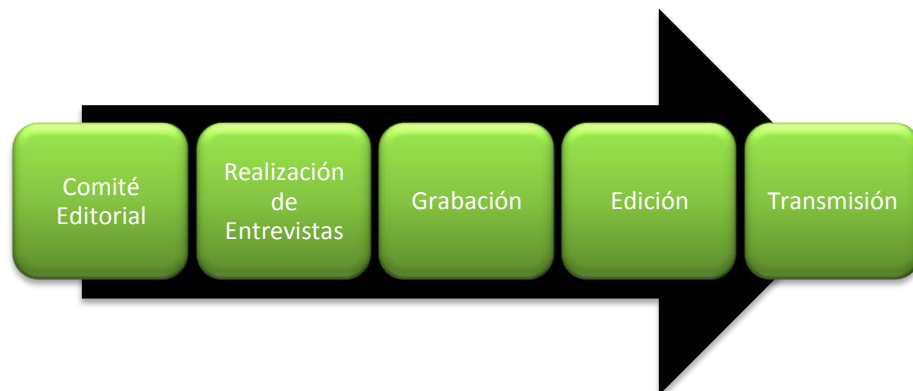 Comité
Editorial
Realización
de
Entrevistas
Grabación
Edición
Transmisión